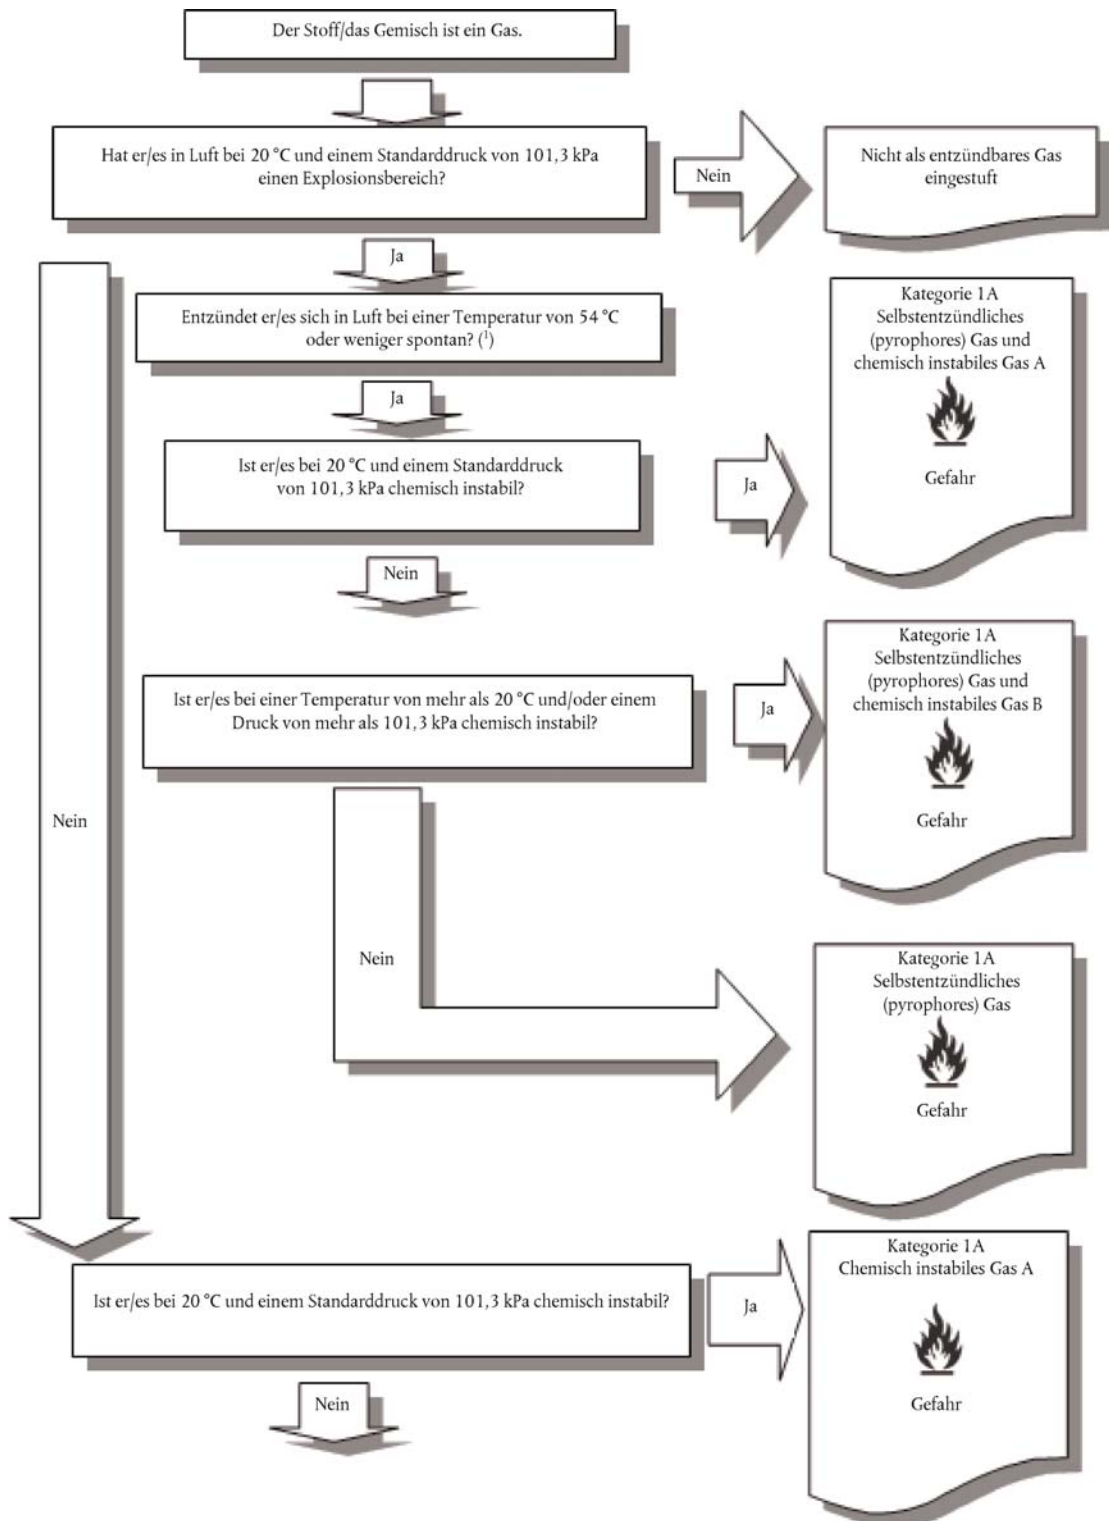 Der Stoff/das Gemisch ist ein Gas.
Hat er/es in Luft bei 20 °C und einem Standarddruck von 101,3 kPa
einen Explosionsbereich?
Nein
Nicht als entzündbares Gas
eingestuft
Ja
Entzündet er/es sich in Luft bei einer Temperatur von 54 °C
oder weniger spontan? (¹)
Ja
Ist er/es bei 20 °C und einem Standarddruck
von 101,3 kPa chemisch instabil?
Ja
Kategorie 1A
Selbstentzündliches
(pyrophores) Gas und
chemisch instabiles Gas A
Gefahr
Nein
Ist er/es bei einer Temperatur von mehr als 20 °C und/oder einem
Druck von mehr als 101,3 kPa chemisch instabil?
Ja
Kategorie 1A
Selbstentzündliches
(pyrophores) Gas und
chemisch instabiles Gas B
Gefahr
Nein
Nein
Kategorie 1A
Selbstentzündliches
(pyrophores) Gas
Gefahr
Ist er/es bei 20 °C und einem Standarddruck von 101,3 kPa chemisch instabil?
Ja
Kategorie 1A
Chemisch instabiles Gas A
Gefahr
Nein